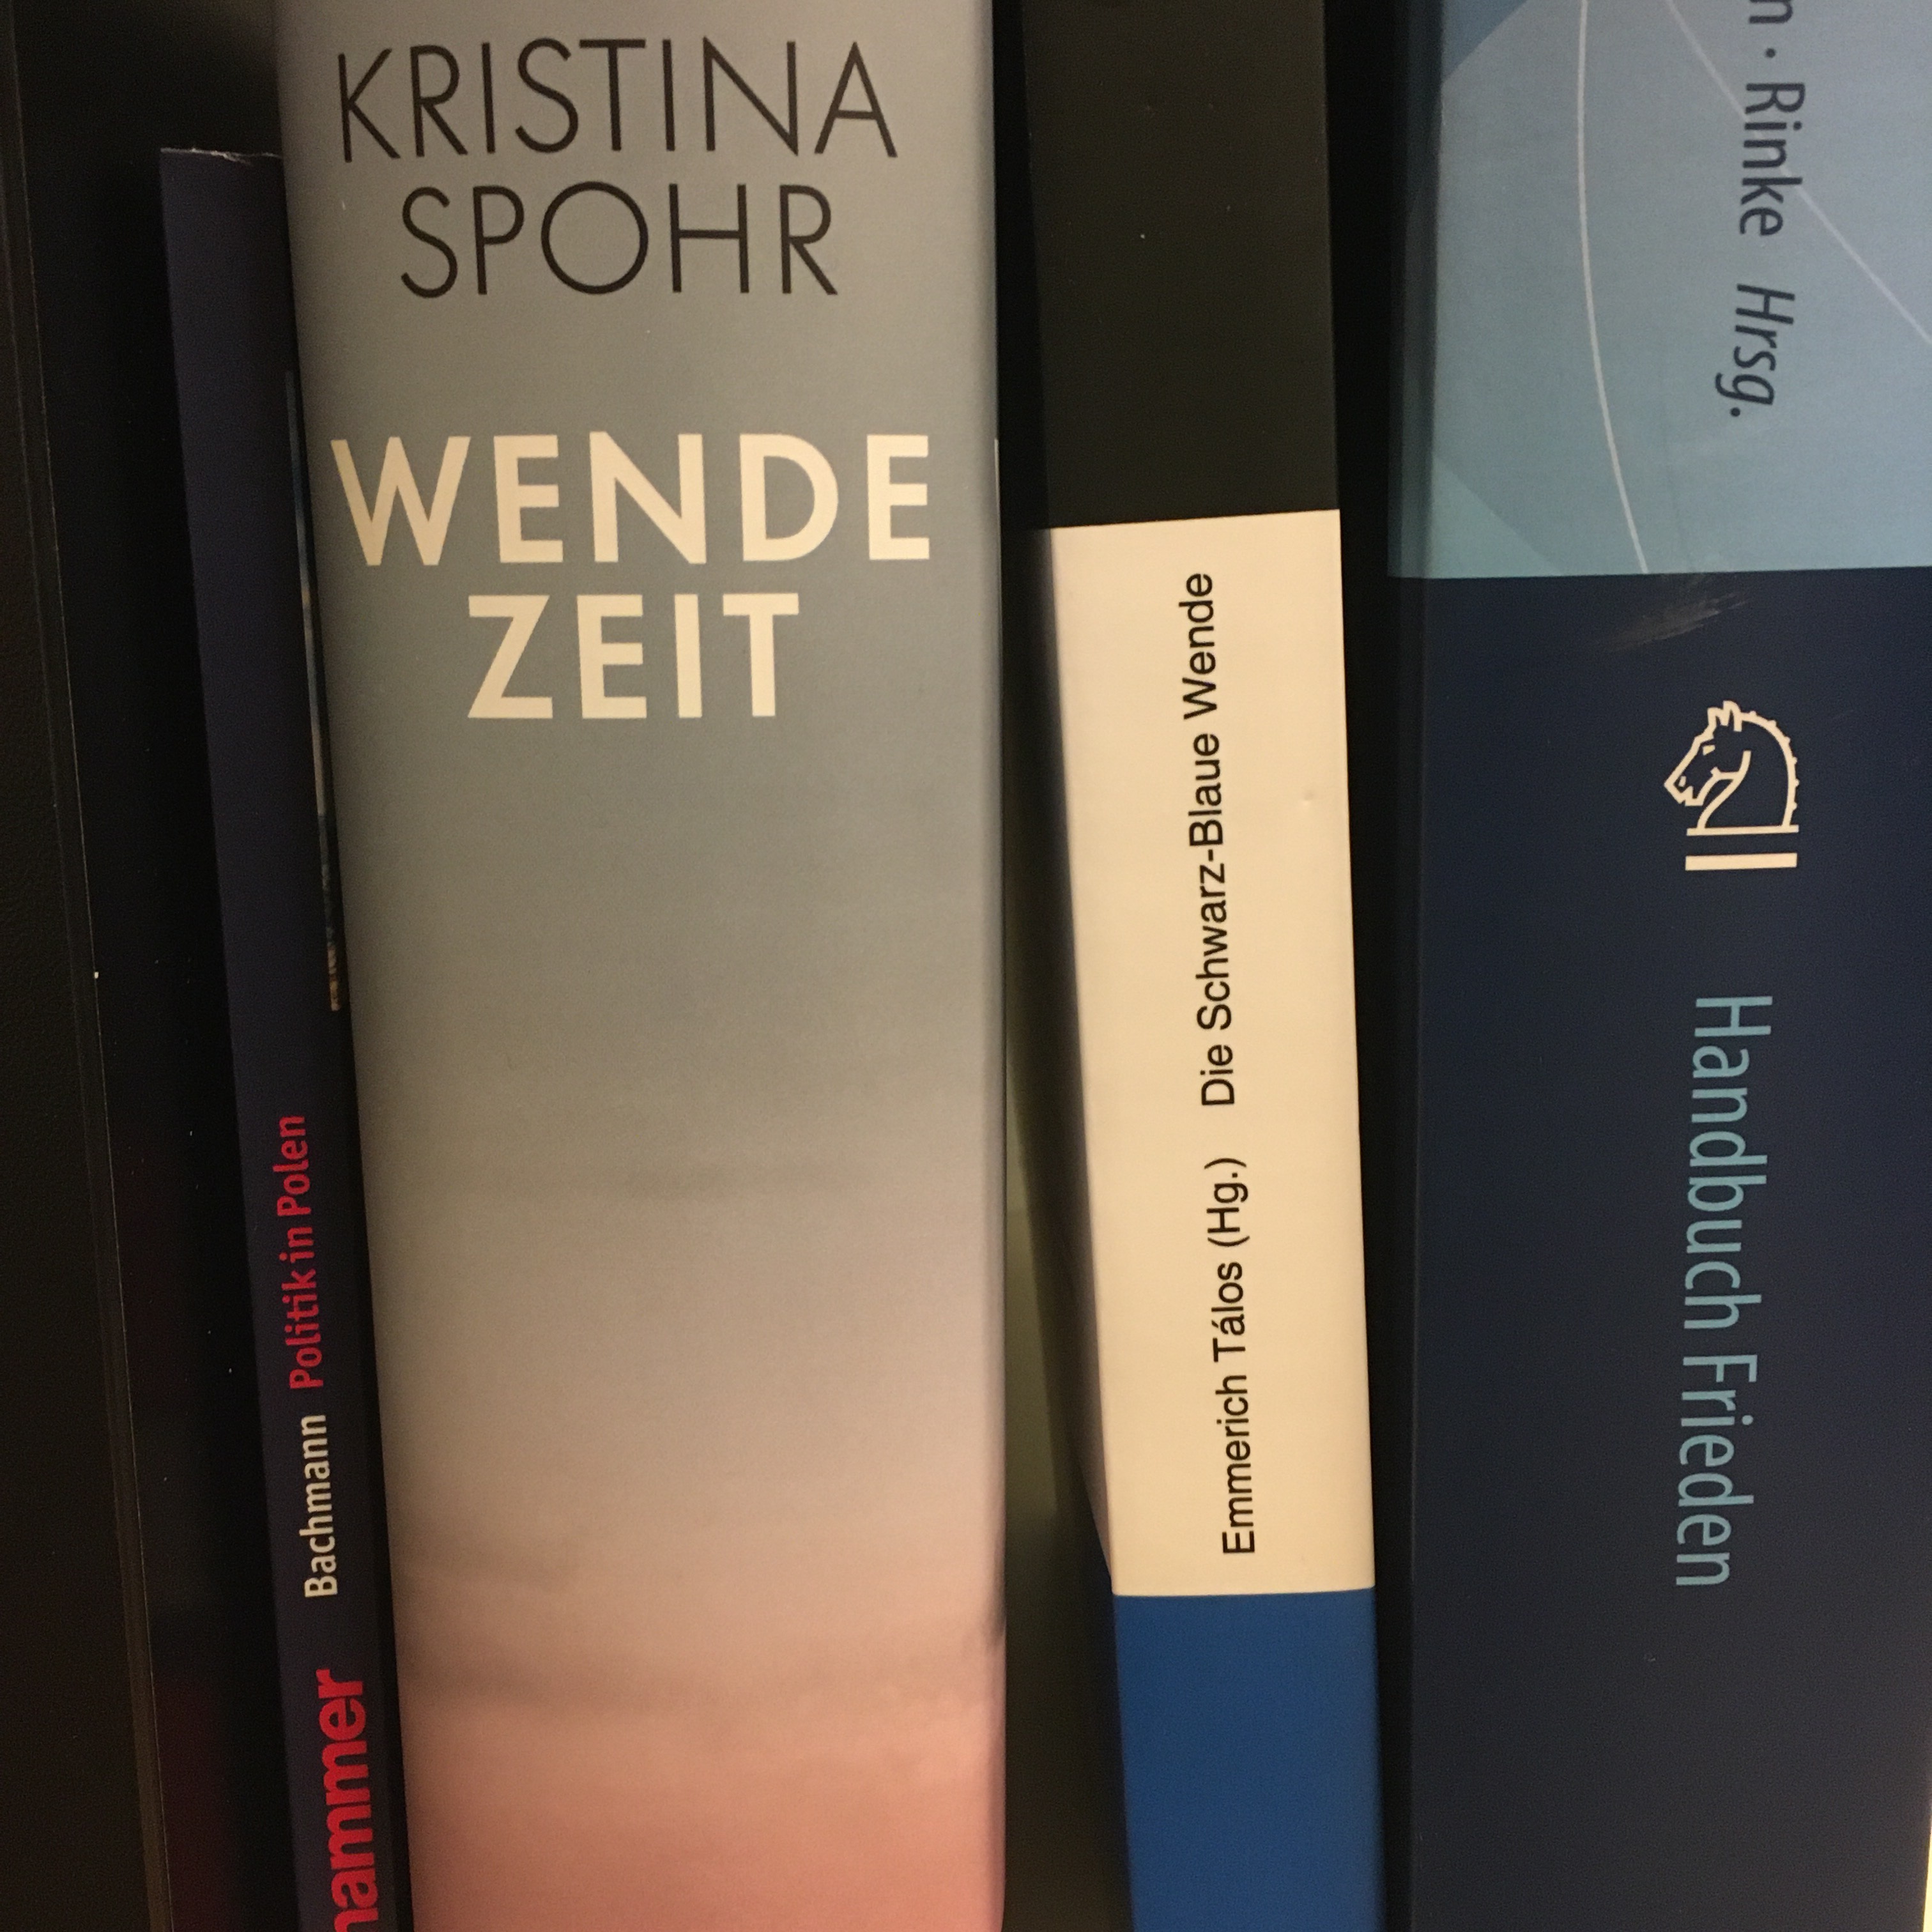 hammer Bachmann Politik in Polen
KRISTINA
SPOHR
WENDE
ZEIT
Emmerich Tálos (Hg.) Die Schwarz-Blaue Wende
n · Rinke Hrsg.
Handbuch Frieden